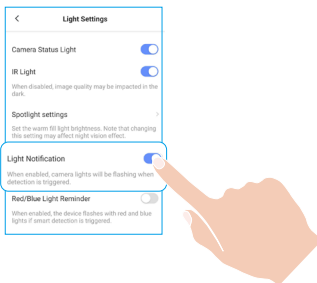 Light Settings
Camera Status Light
IR Light
When disabled, image quality may be impacted in the
dark.
Spotlight settings
Set the warm fill light brightness. Note that changing
this setting may affect night vision effect.
Light Notification
When enabled, camera lights will be flashing when
detection is triggered.
Red/Blue Light Reminder
When enabled, the device flashes with red and blue
lights if smart detection is triggered.